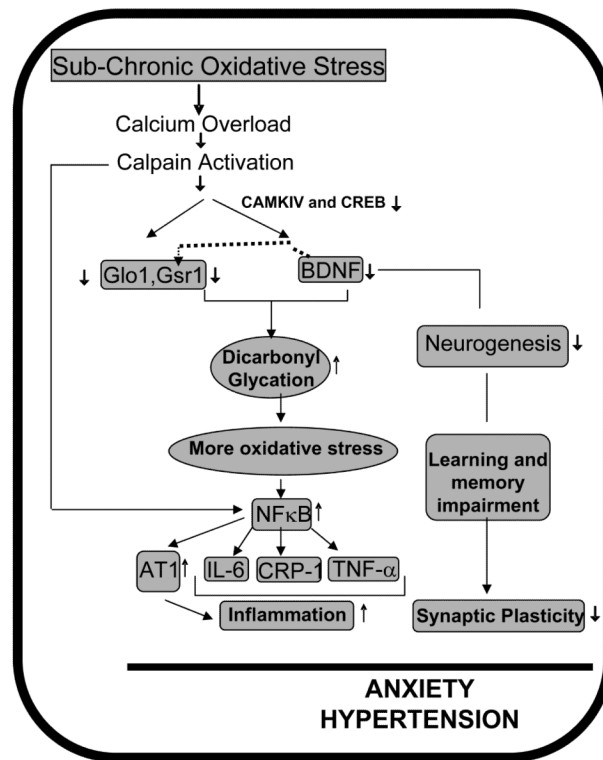 Sub-Chronic Oxidative Stress
Calcium Overload
Calpain Activation
CAMKIV and CREB
Glo1,Gsr1
BDNF
Neurogenesis
Dicarbonyl
Glycation
More oxidative stress
Learning and
memory
impairment
NFκB
AT1
IL-6
CRP-1
TNF-α
Inflammation
Synaptic Plasticity
ANXIETY
HYPERTENSION